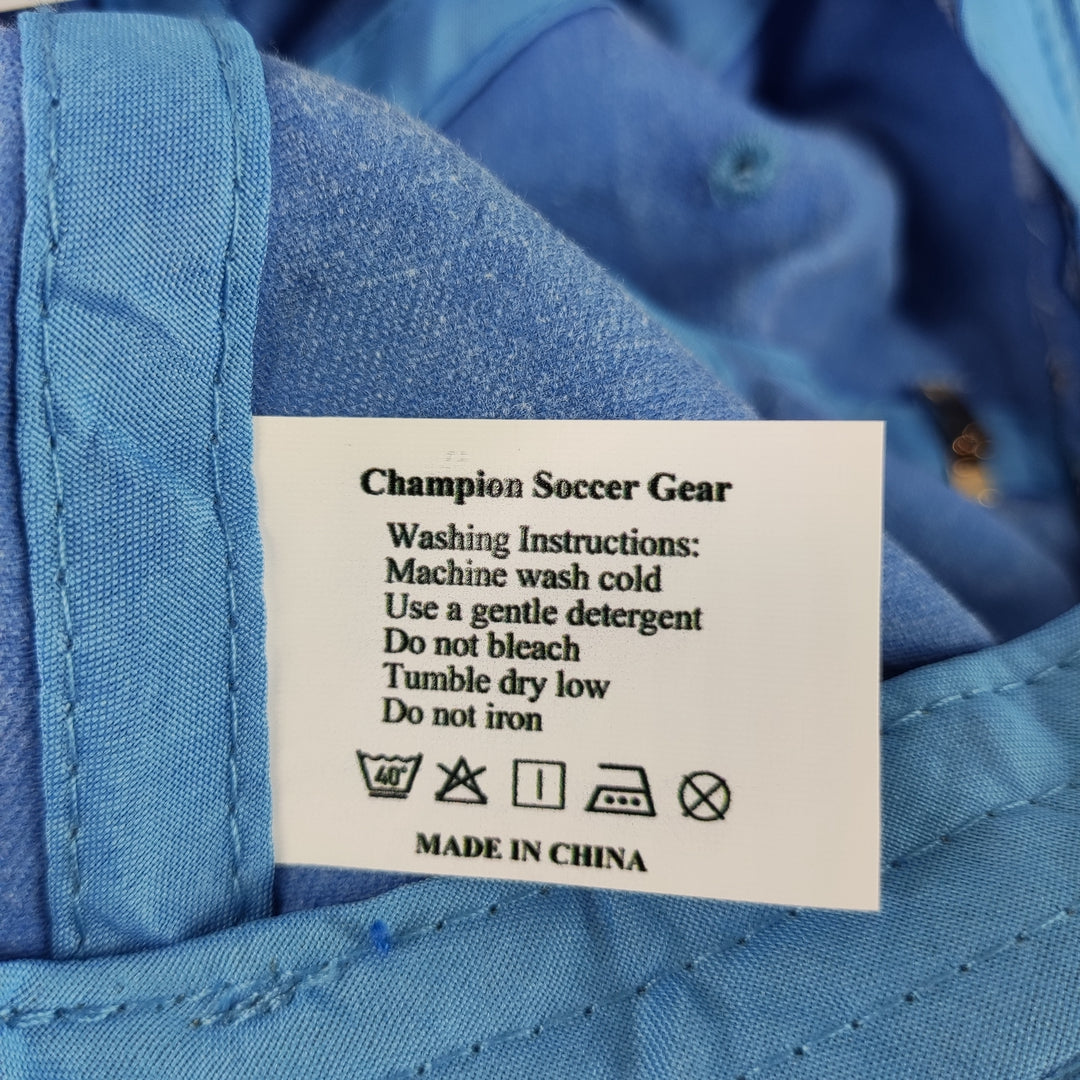 Champion Soccer Gear
Washing Instructions:
Machine wash cold
Use a gentle detergent
Do not bleach
Tumble dry low
Do not iron
40°
MADE IN CHINA